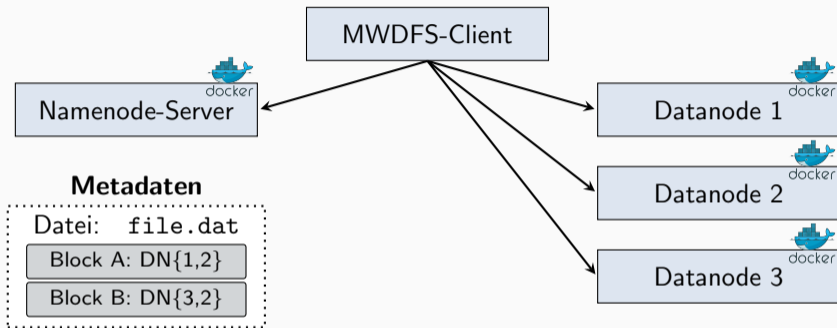 MWDFS-Client
docker
Namenode-Server
docker
Datanode 1
docker
Datanode 2
docker
Datanode 3
Metadaten
Datei: file.dat
Block A: DN{1,2}
Block B: DN{3,2}